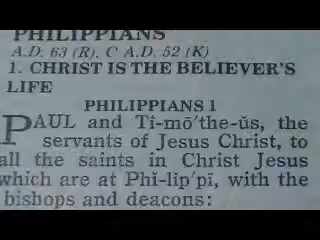 PHILIPPIANS
A.D. 63 (R), C A.D. 52 (K)
1. CHRIST IS THE BELIEVER'S
LIFE
PHILIPPIANS 1
PAUL and Tĭ-mō′the-ŭs, the
servants of Jesus Christ, to
all the saints in Christ Jesus
which are at Phĭ-lĭp′pī, with the
bishops and deacons: